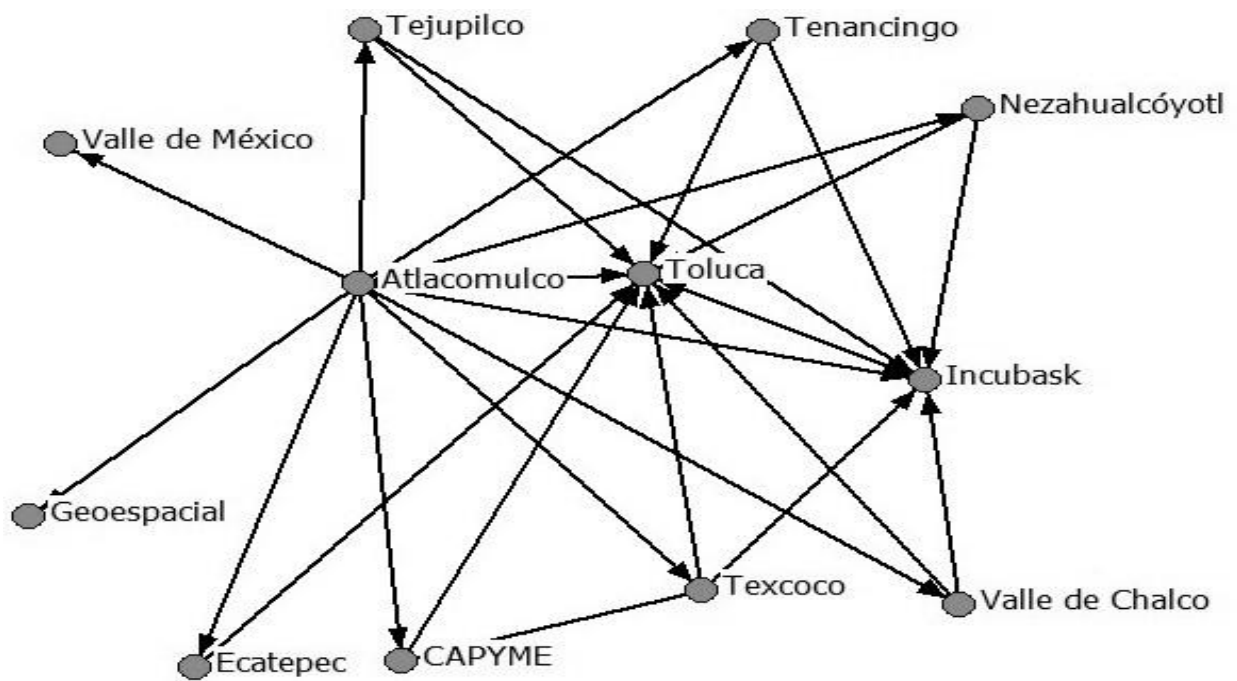 Tejupilco
Tenancingo
Nezahualcóyotl
Valle de México
Atlacomulco
Toluca
Incubask
Geoespacial
Texcoco
Valle de Chalco
Ecatepec
CAPYME